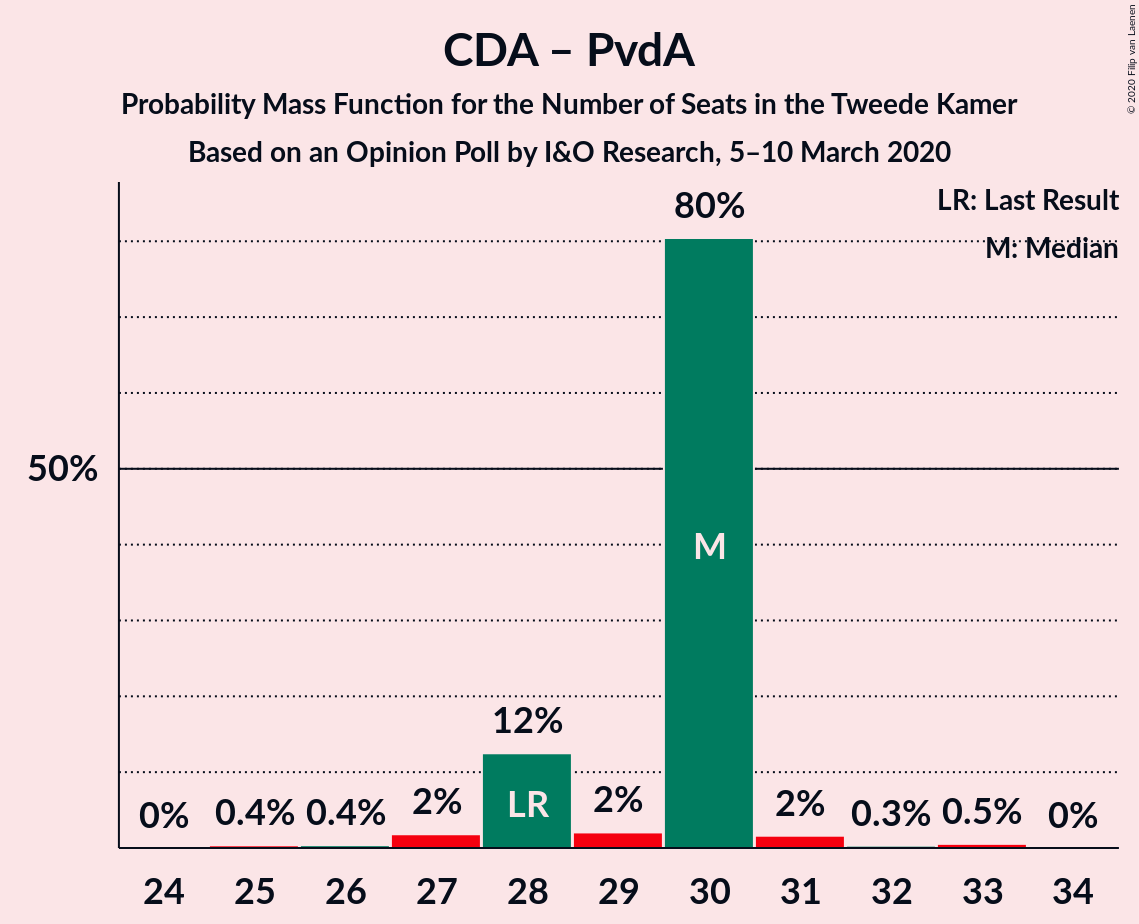 CDA – PvdA
Probability Mass Function for the Number of Seats in the Tweede Kamer
Based on an Opinion Poll by I&O Research, 5–10 March 2020
© 2020 Filip van Laenen
LR: Last Result
M: Median
80%
50%
M
12%
LR
0%
0.4%
0.4%
2%
2%
2%
0.3%
0.5%
0%
24 25 26 27 28 29 30 31 32 33 34